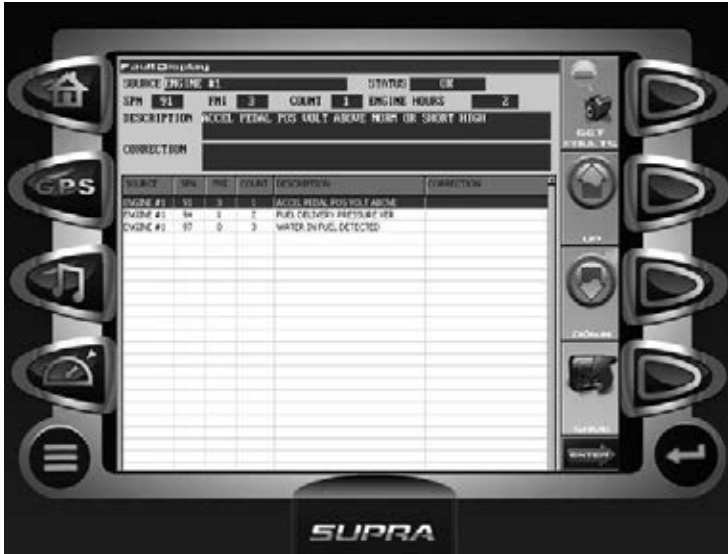 Fault Display
SOURCE ENGINE #1 STATUS OK
SPN 91 FMI 3 COUNT 1 ENGINE HOURS 2
DESCRIPTION ACCEL PEDAL POS VOLT ABOVE NORM OR SHORT HIGH
CORRECTION
SOURCE SPN FMI COUNT DESCRIPTION CORRECTION
ENGINE #1 91 3 1 ACCEL PEDAL POS VOLT ABOVE
ENGINE #1 94 1 2 FUEL DELIVERY PRESSURE VER
ENGINE #1 97 0 3 WATER IN FUEL DETECTED
GET
FAULTS
GPS
UP
DOWN
SAVE
ENTER
SUPRA